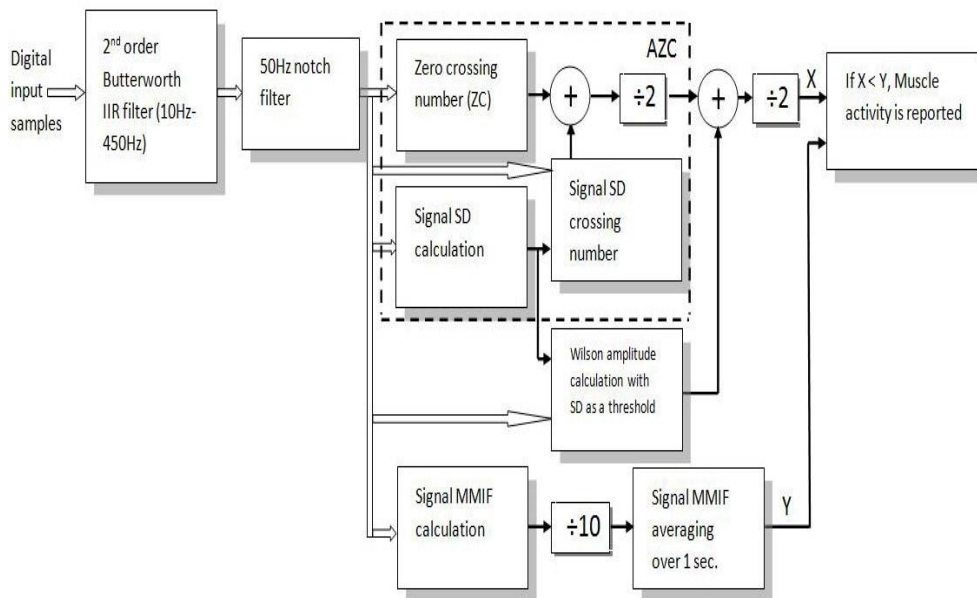 Digital
input
samples
2nd order
Butterworth
IIR filter (10Hz-
450Hz)
50Hz notch
filter
AZC
Zero crossing
number (ZC)
+
÷2
+
÷2
X
If X < Y, Muscle
activity is reported
Signal SD
calculation
Signal SD
crossing
number
Wilson amplitude
calculation with
SD as a threshold
Signal MMIF
calculation
÷10
Signal MMIF
averaging
over 1 sec.
Y